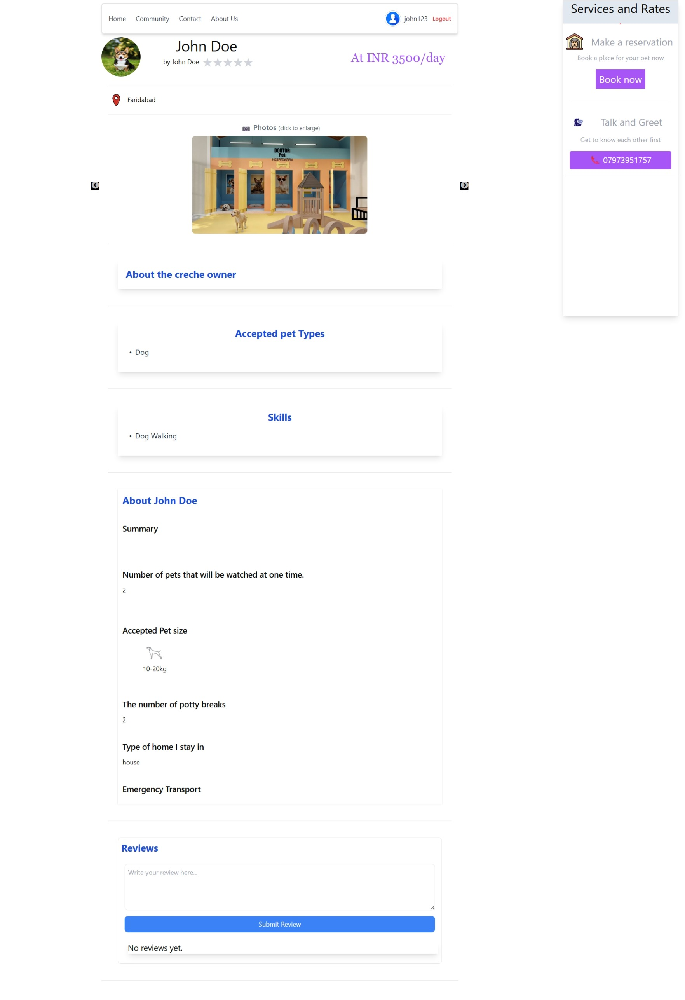 Home Community Contact About Us john123 Logout
John Doe
by John Doe
At INR 3500/day
Faridabad
Photos (click to enlarge)
DOUTOR
Pet
HOSPEDAGEM
About the creche owner
Accepted pet Types
• Dog
Skills
• Dog Walking
About John Doe
Summary
Number of pets that will be watched at one time.
2
Accepted Pet size
10-20kg
The number of potty breaks
2
Type of home I stay in
house
Emergency Transport
Reviews
Write your review here...
Submit Review
No reviews yet.
Services and Rates
Make a reservation
Book a place for your pet now
Book now
Talk and Greet
Get to know each other first
07973951757